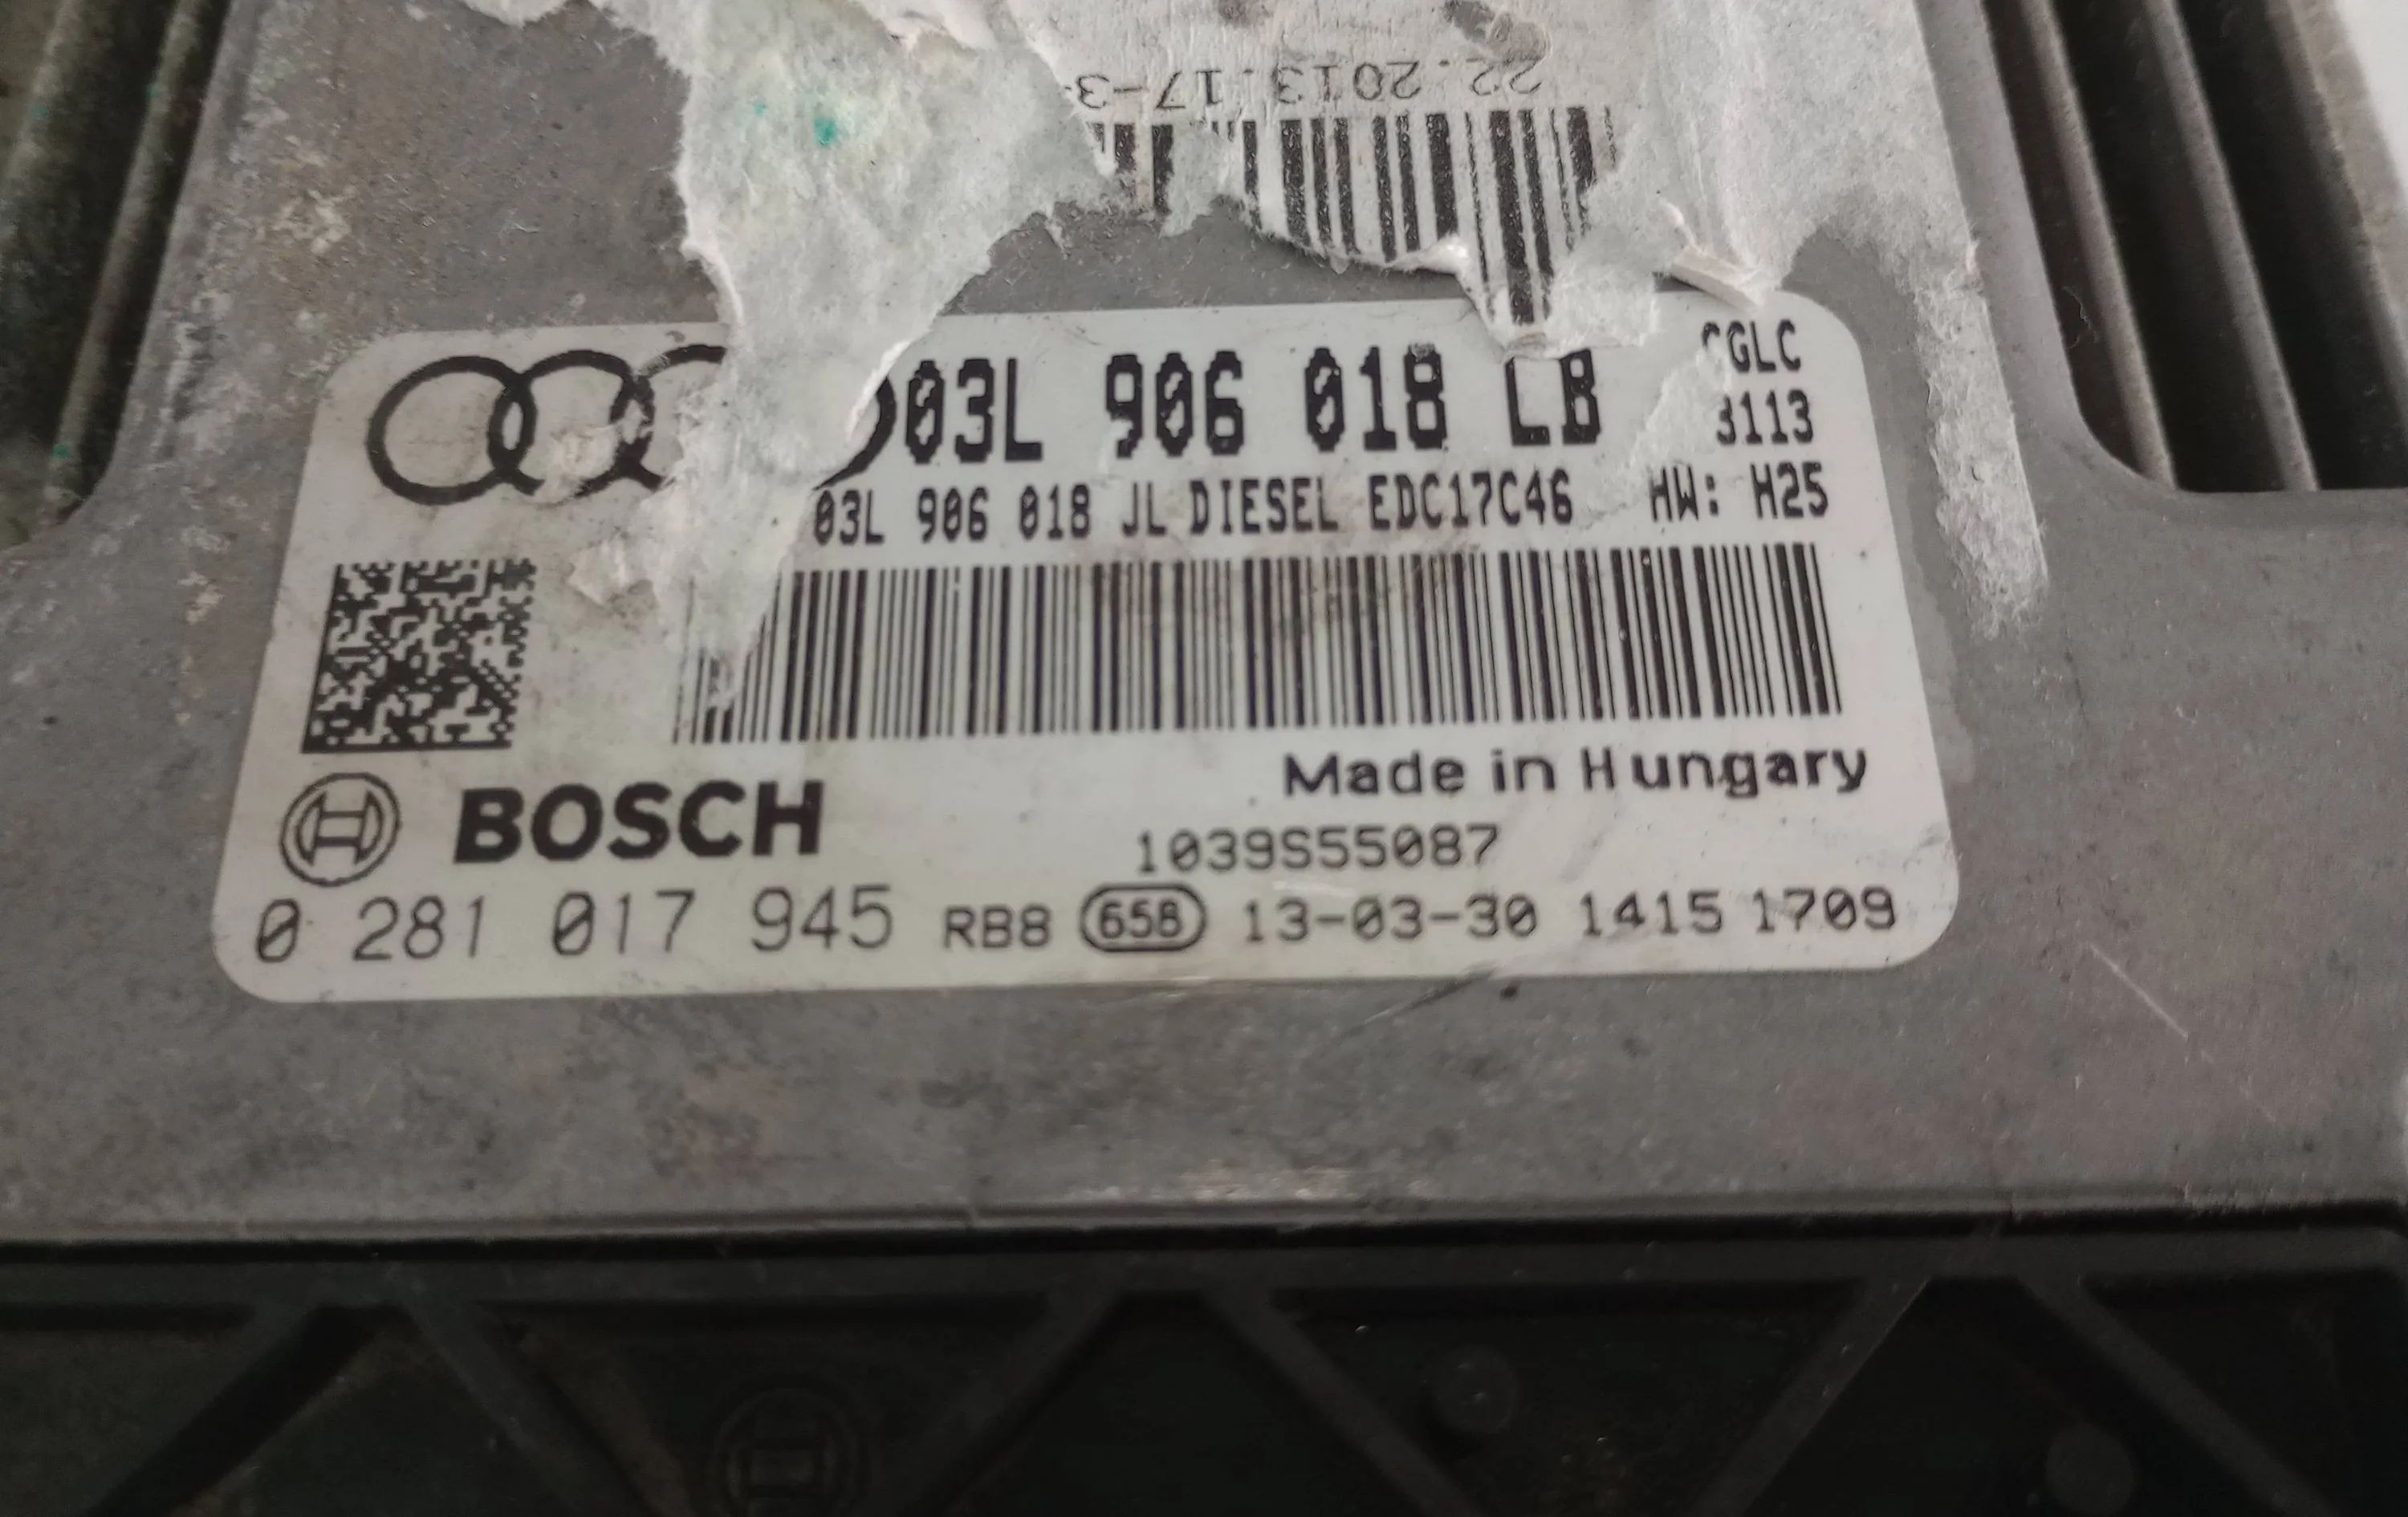 22.2013.17-3
03L 906 018 LB
GLC
3113
03L 906 018 JL DIESEL EDC17C46 HW: H25
Made in Hungary
BOSCH
1039S55087
0 281 017 945 RB8 658 13-03-30 1415 1709